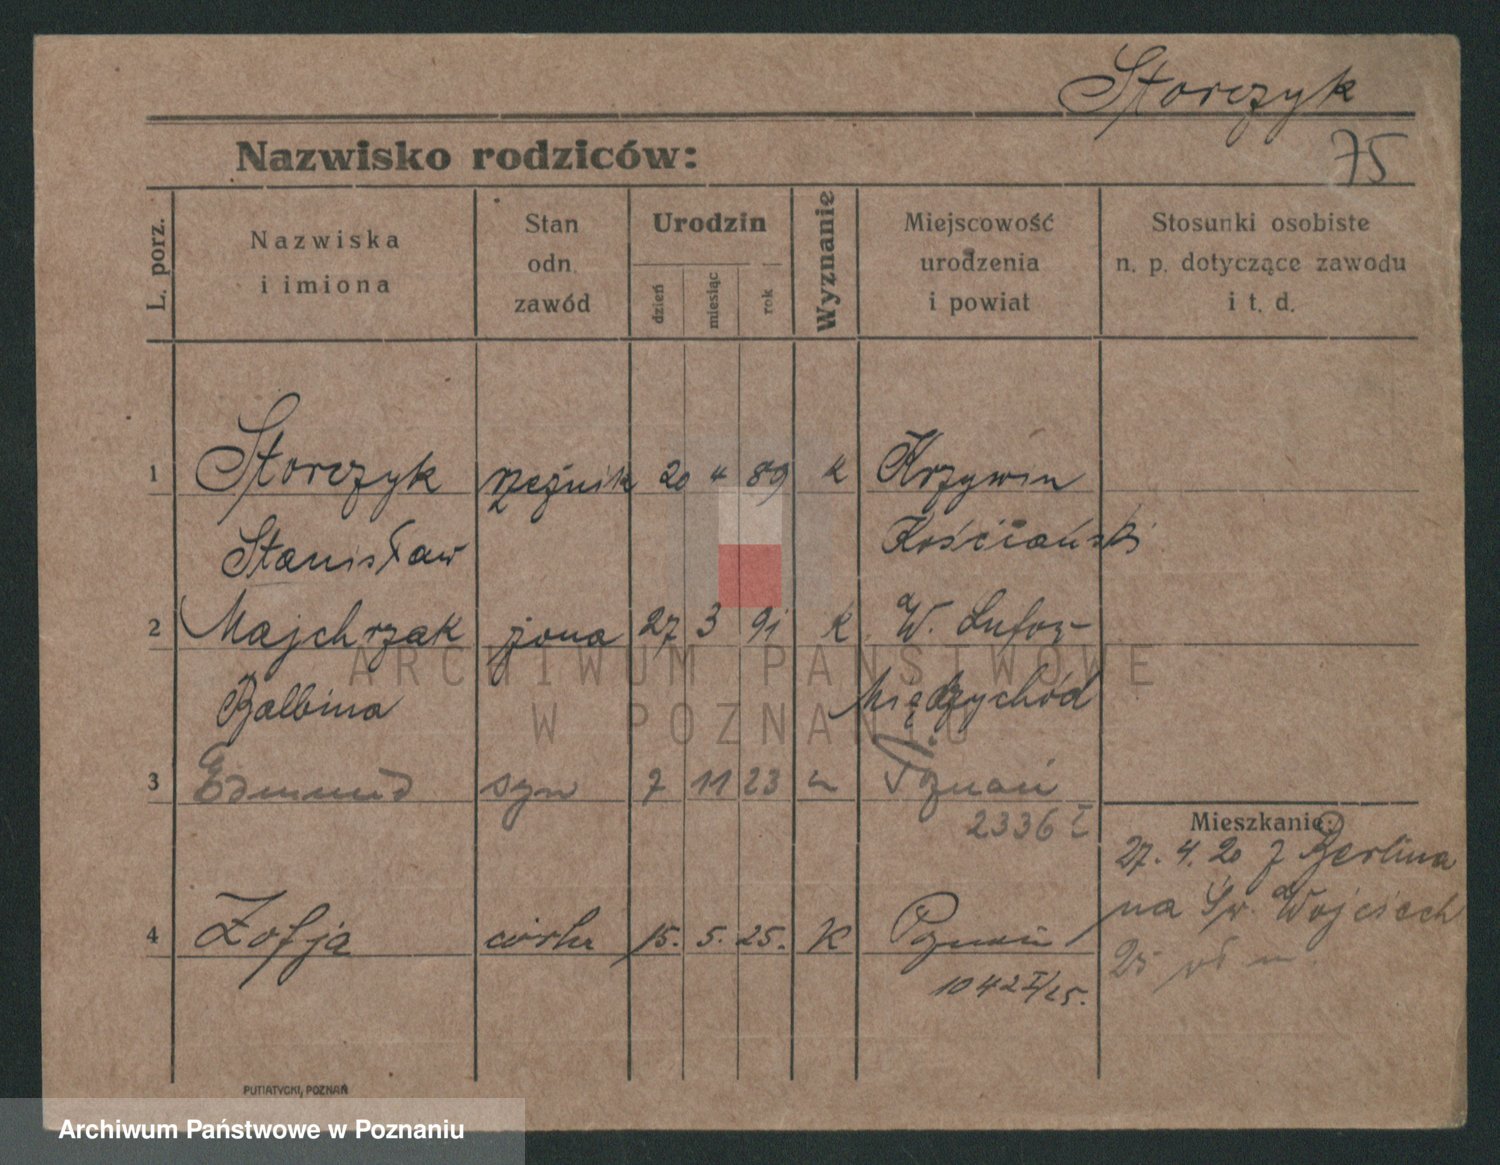 Storczyk
75
Nazwisko rodziców:
L. porz.
Nazwiska
i imiona
Stan
odn.
zawód
Urodzin
dzień
miesiąc
rok
Wyznanie
Miejscowość
urodzenia
i powiat
Stosunki osobiste
n. p. dotyczące zawodu
i t. d.
1 Storczyk rzeźnik 20 4 89 k Krzywin
Stanisław Kościański
2 Majchrzak żona 27 3 91 k W.
Balbina Międzychód
3 Edmund syn 7 11 23 Poznań
2336 I
Mieszkanie:
27. 4. 20 z Berlina
na Św. Wojciech
25
4 Zofja córka 15. 5. 25. K Poznań
1042 I/25.
ARCHIWUM PAŃSTWOWE
W POZNANIU
PUTIATYCKI, POZNAŃ
Archiwum Państwowe w Poznaniu